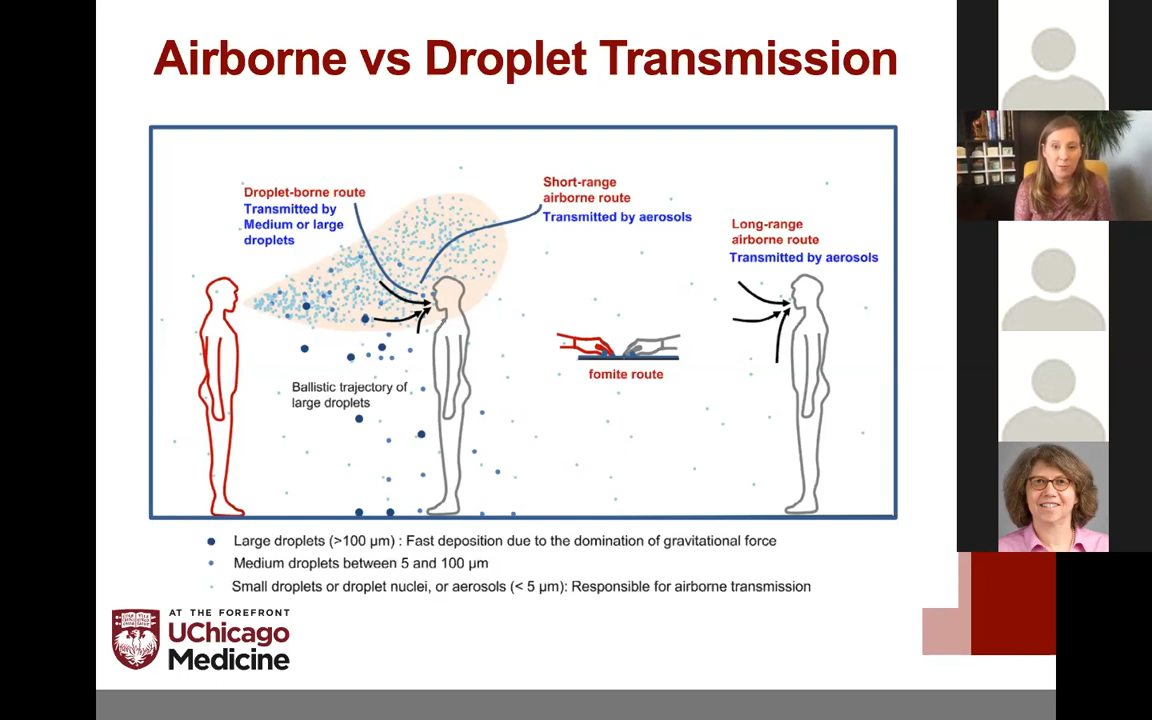 Airborne vs Droplet Transmission
Droplet-borne route
Transmitted by
Medium or large
droplets
Short-range
airborne route
Transmitted by aerosols
Long-range
airborne route
Transmitted by aerosols
Ballistic trajectory of
large droplets
fomite route
Large droplets (>100 µm) : Fast deposition due to the domination of gravitational force
Medium droplets between 5 and 100 µm
Small droplets or droplet nuclei, or aerosols (< 5 µm): Responsible for airborne transmission
AT THE FOREFRONT
UChicago
Medicine